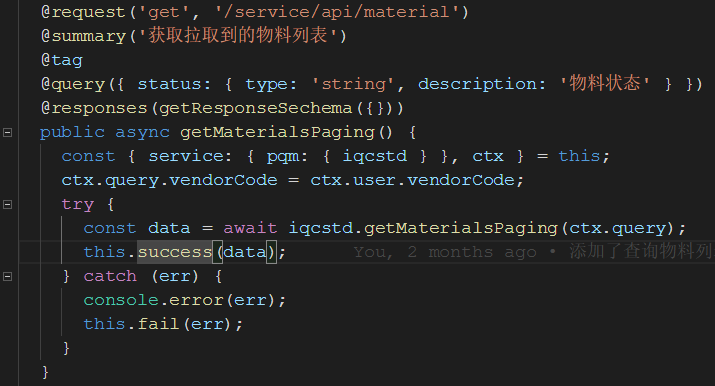 @request('get', '/service/api/material')
@summary('获取拉取到的物料列表')
@tag
@query({ status: { type: 'string', description: '物料状态' } })
@responses(getResponseSechema({}))
public async getMaterialsPaging() {
const { service: { pqm: { iqcstd } }, ctx } = this;
ctx.query.vendorCode = ctx.user.vendorCode;
try {
const data = await iqcstd.getMaterialsPaging(ctx.query);
this.success(data); You, 2 months ago • 添加了查询物料列
} catch (err) {
console.error(err);
this.fail(err);
}
}